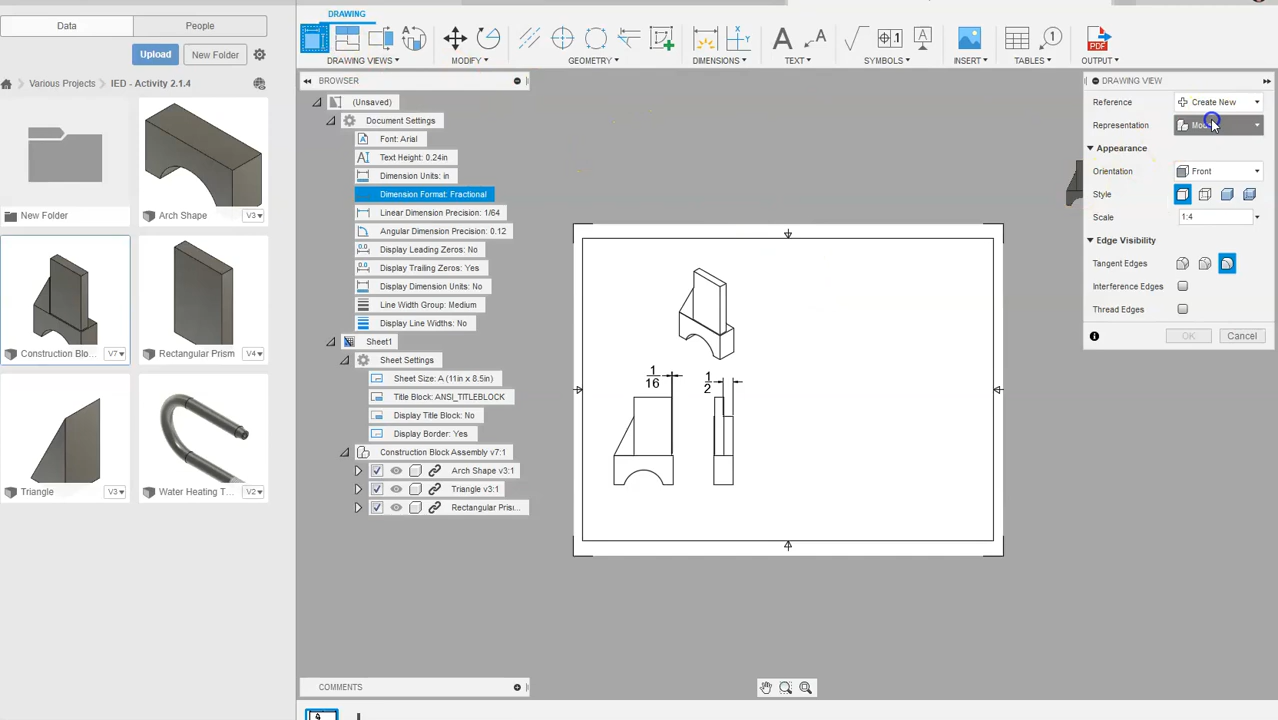 Data
People
DRAWING
Upload
New Folder
DRAWING VIEWS
MODIFY
GEOMETRY
DIMENSIONS
SYMBOLS
INSERT
TABLES
OUTPUT
Various Projects
IED - Activity 2.1.4
New Folder
Arch Shape
V3
Construction Blo...
V7
Rectangular Prism
V4
Triangle
V3
Water Heating T...
V2
BROWSER
(Unsaved)
Document Settings
Font: Arial
Text Height: 0.24in
Dimension Units: in
Dimension Format: Fractional
Linear Dimension Precision: 1/64
Angular Dimension Precision: 0.12
Display Leading Zeros: No
Display Trailing Zeros: Yes
Display Dimension Units: No
Line Width Group: Medium
Display Line Widths: No
Sheet1
Sheet Settings
Sheet Size: A (11in x 8.5in)
Title Block: ANSI_TITLEBLOCK
Display Title Block: No
Display Border: Yes
Construction Block Assembly v7:1
Arch Shape v3:1
Triangle v3:1
Rectangular Pris...
1
16
1
2
COMMENTS
DRAWING VIEW
Reference
Create New
Representation
Appearance
Orientation
Front
Style
Scale
1:4
Edge Visibility
Tangent Edges
Interference Edges
Thread Edges
OK
Cancel